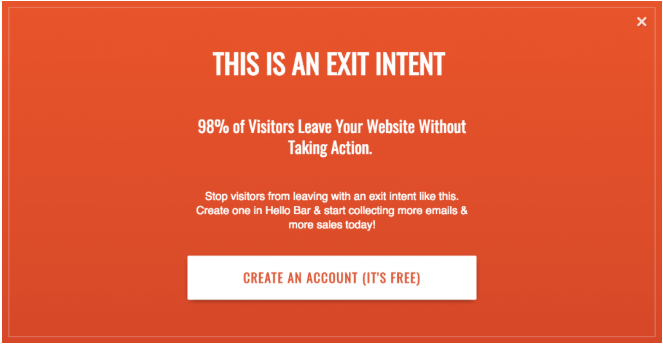 THIS IS AN EXIT INTENT
98% of Visitors Leave Your Website Without
Taking Action.
Stop visitors from leaving with an exit intent like this.
Create one in Hello Bar & start collecting more emails &
more sales today!
CREATE AN ACCOUNT (IT'S FREE)